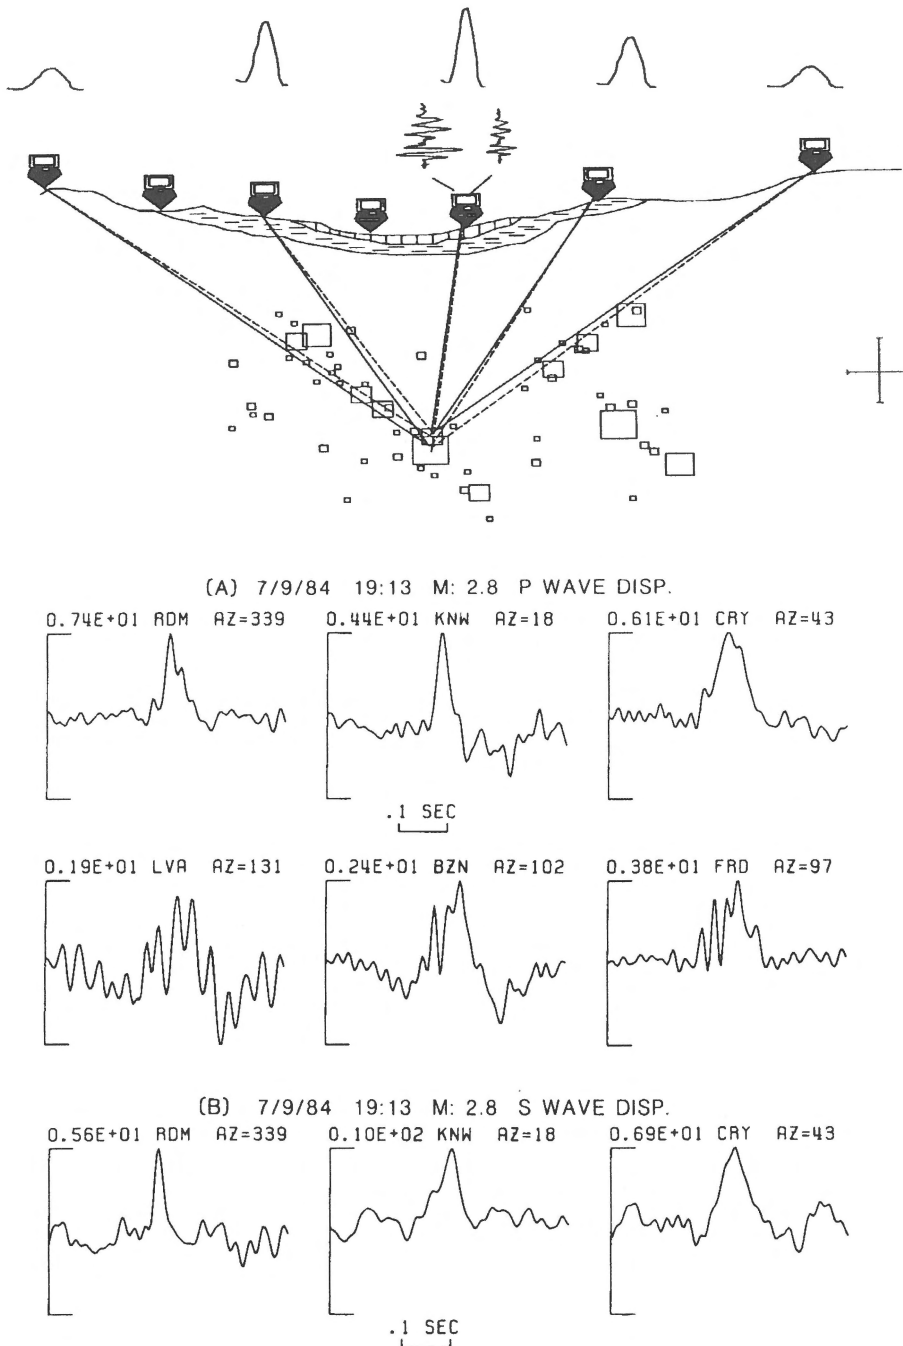 (A) 7/9/84 19:13 M: 2.8 P WAVE DISP.
0.74E+01 RDM AZ=339
0.44E+01 KNW AZ=18
0.61E+01 CRY AZ=43
.1 SEC
0.19E+01 LVA AZ=131
0.24E+01 BZN AZ=102
0.38E+01 FRD AZ=97
(B) 7/9/84 19:13 M: 2.8 S WAVE DISP.
0.56E+01 RDM AZ=339
0.10E+02 KNW AZ=18
0.69E+01 CRY AZ=43
.1 SEC